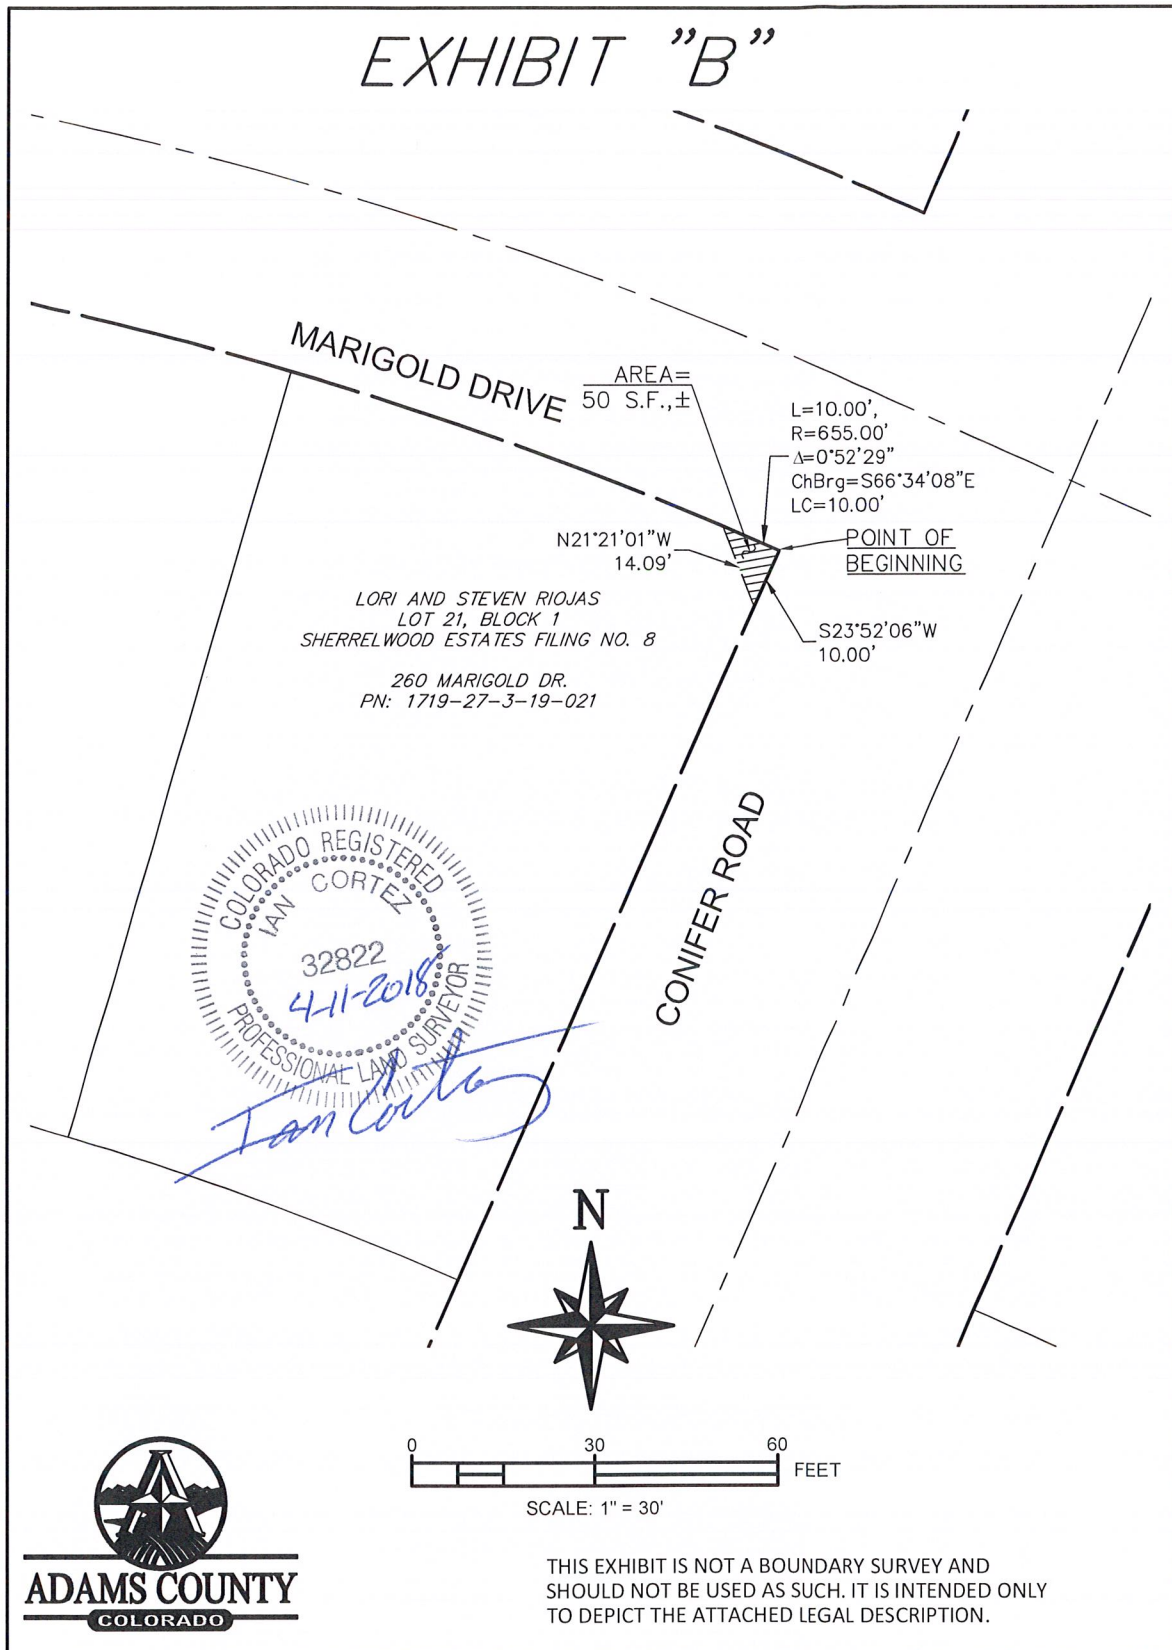 EXHIBIT "B"
MARIGOLD DRIVE
AREA=
50 S.F.,±
L=10.00',
R=655.00'
Δ=0°52'29"
ChBrg=S66°34'08"E
LC=10.00'
N21°21'01"W
14.09'
POINT OF
BEGINNING
LORI AND STEVEN RIOJAS
LOT 21, BLOCK 1
SHERRELWOOD ESTATES FILING NO. 8
S23°52'06"W
10.00'
260 MARIGOLD DR.
PN: 1719-27-3-19-021
CONIFER ROAD
COLORADO REGISTERED
IAN CORTEZ
32822
4-11-2018
PROFESSIONAL LAND SURVEYOR
Ian Cortez
N
0 30 60
FEET
SCALE: 1" = 30'
ADAMS COUNTY
COLORADO
THIS EXHIBIT IS NOT A BOUNDARY SURVEY AND
SHOULD NOT BE USED AS SUCH. IT IS INTENDED ONLY
TO DEPICT THE ATTACHED LEGAL DESCRIPTION.